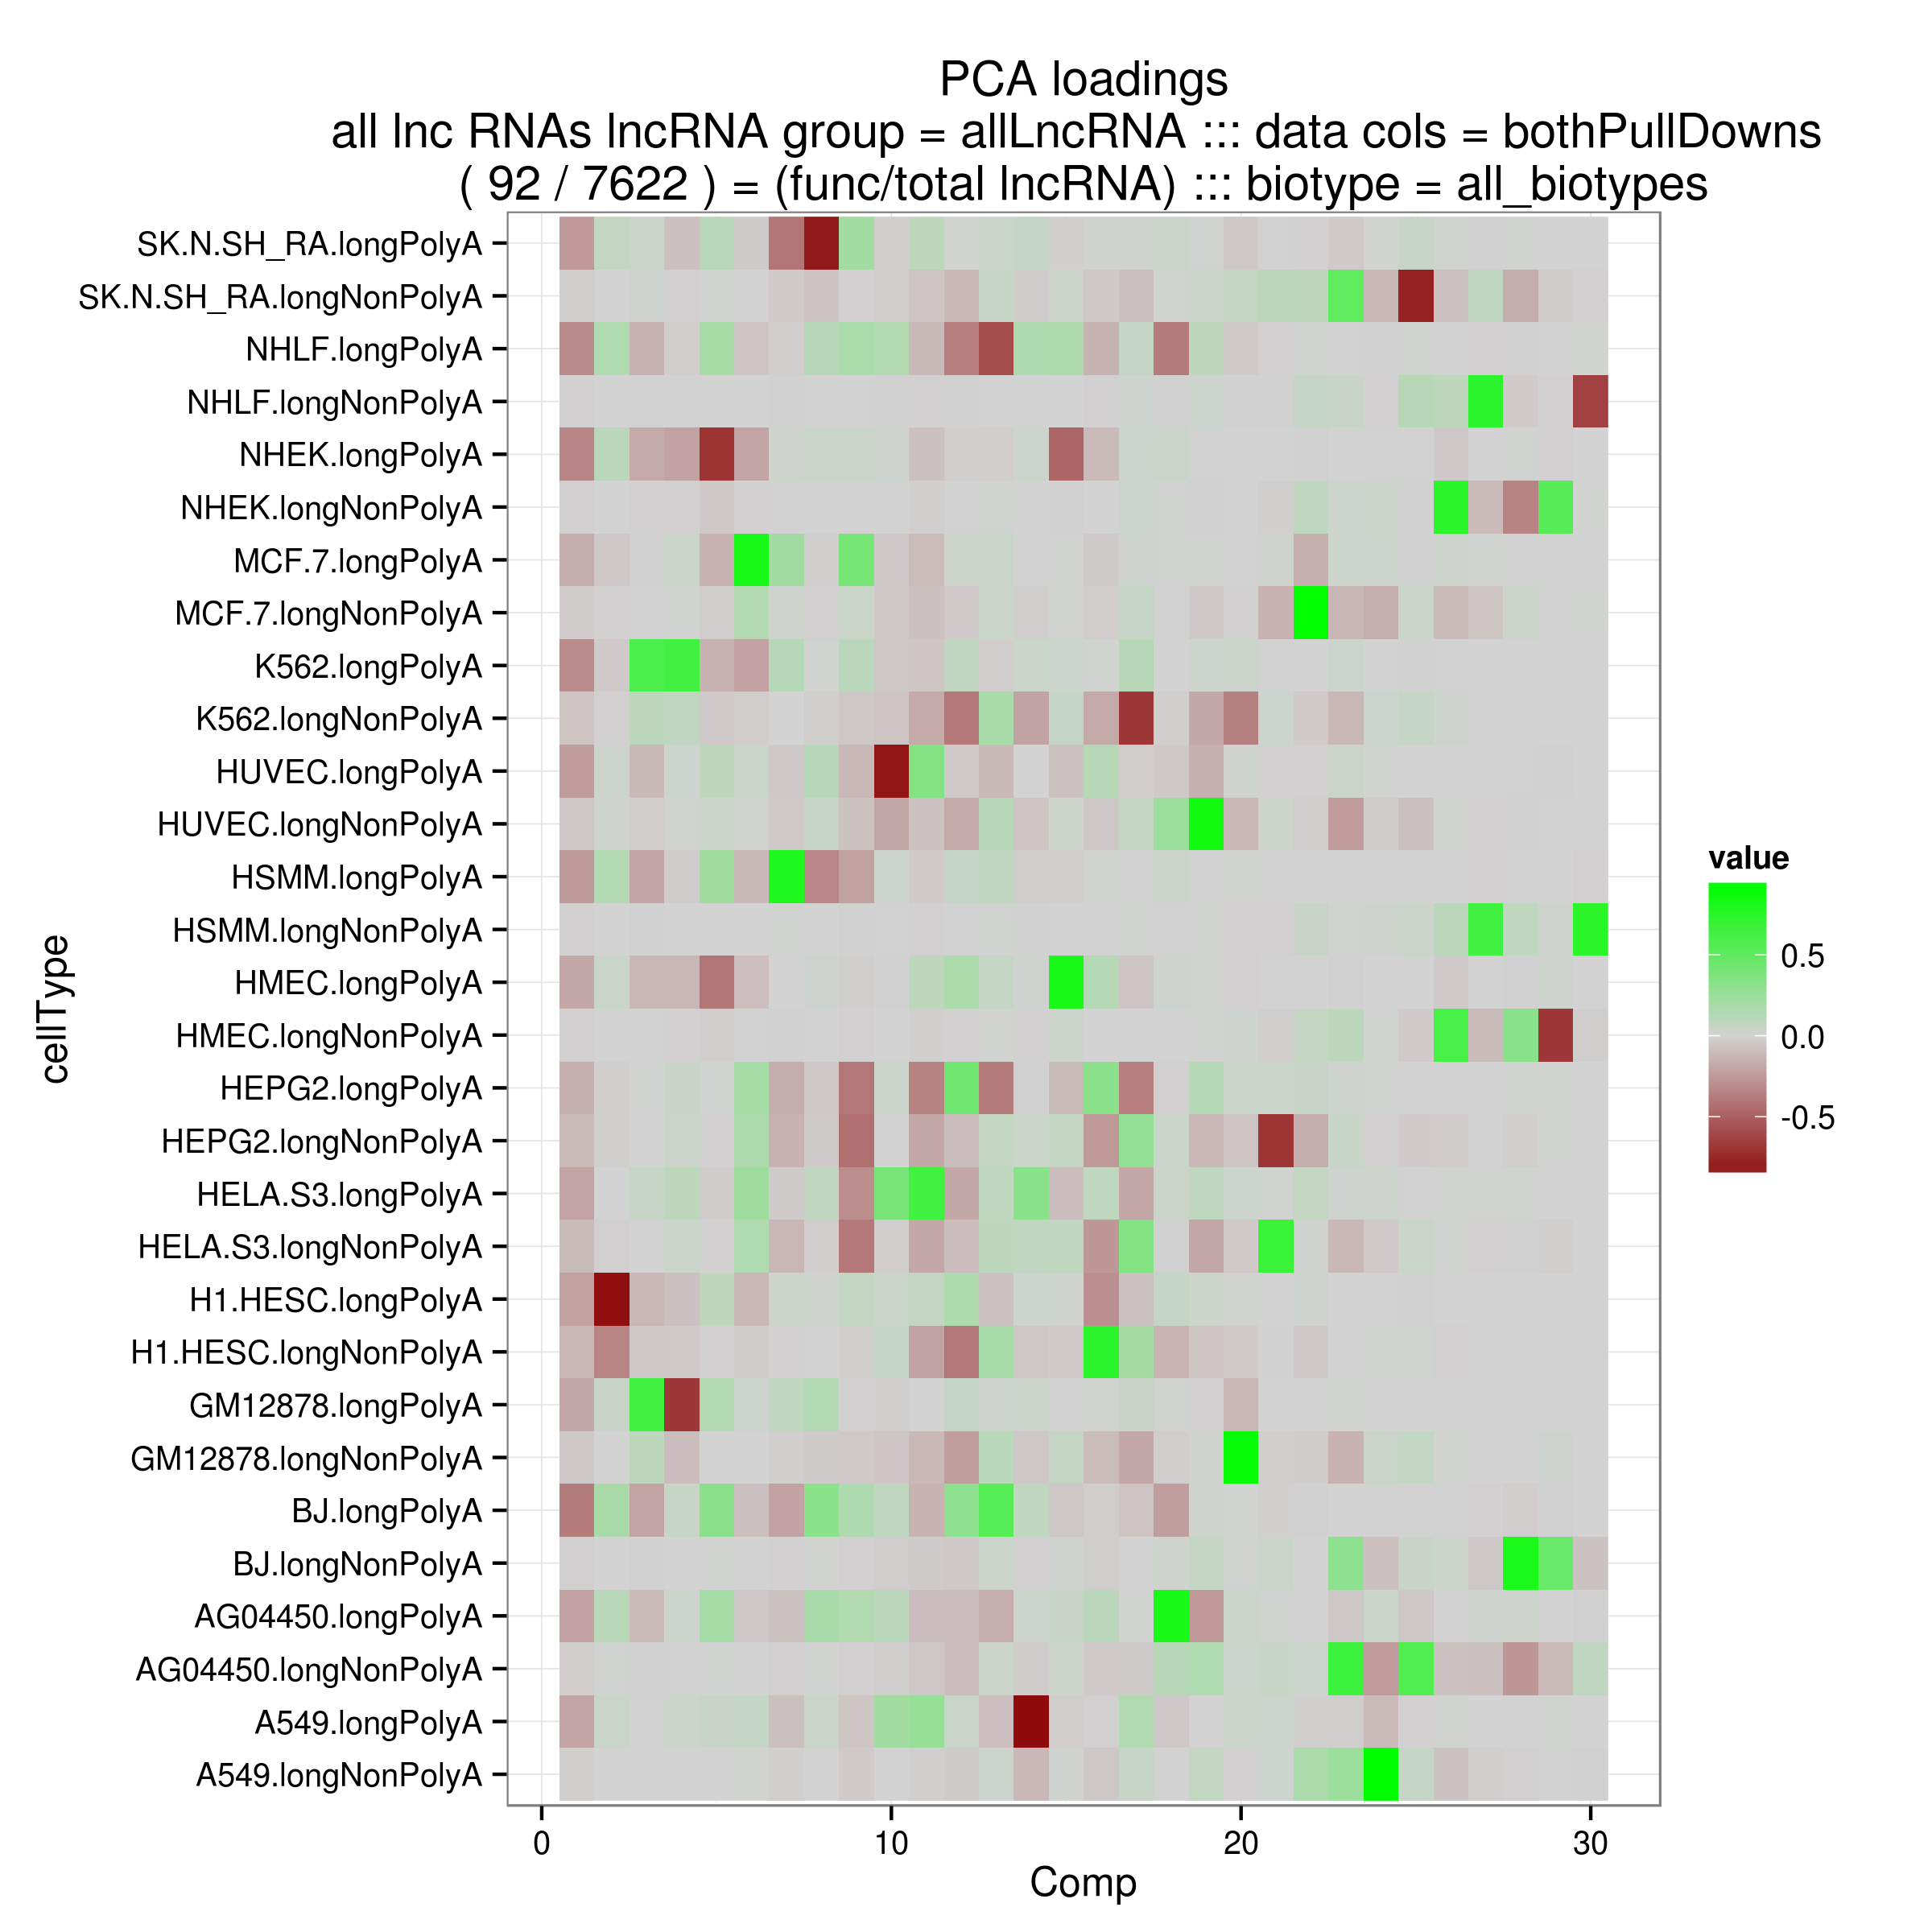 PCA loadings
all lnc RNAs lncRNA group = allLncRNA ::: data cols = bothPullDowns
( 92 / 7622 ) = (func/total lncRNA) ::: biotype = all_biotypes
SK.N.SH_RA.longPolyA
SK.N.SH_RA.longNonPolyA
NHLF.longPolyA
NHLF.longNonPolyA
NHEK.longPolyA
NHEK.longNonPolyA
MCF.7.longPolyA
MCF.7.longNonPolyA
K562.longPolyA
K562.longNonPolyA
HUVEC.longPolyA
HUVEC.longNonPolyA
HSMM.longPolyA
HSMM.longNonPolyA
HMEC.longPolyA
HMEC.longNonPolyA
HEPG2.longPolyA
HEPG2.longNonPolyA
HELA.S3.longPolyA
HELA.S3.longNonPolyA
H1.HESC.longPolyA
H1.HESC.longNonPolyA
GM12878.longPolyA
GM12878.longNonPolyA
BJ.longPolyA
BJ.longNonPolyA
AG04450.longPolyA
AG04450.longNonPolyA
A549.longPolyA
A549.longNonPolyA
cellType
0 10 20 30
Comp
value
0.5
0.0
-0.5